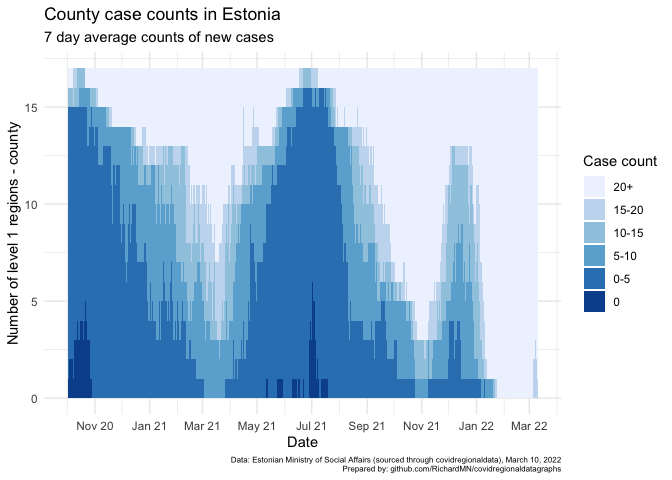 County case counts in Estonia
7 day average counts of new cases
Number of level 1 regions - county
15
10
5
0
Nov 20 Jan 21 Mar 21 May 21 Jul 21 Sep 21 Nov 21 Jan 22 Mar 22
Date
Case count
20+
15-20
10-15
5-10
0-5
0
Data: Estonian Ministry of Social Affairs (sourced through covidregionaldata), March 10, 2022
Prepared by: github.com/RichardMN/covidregionaldatagraphs